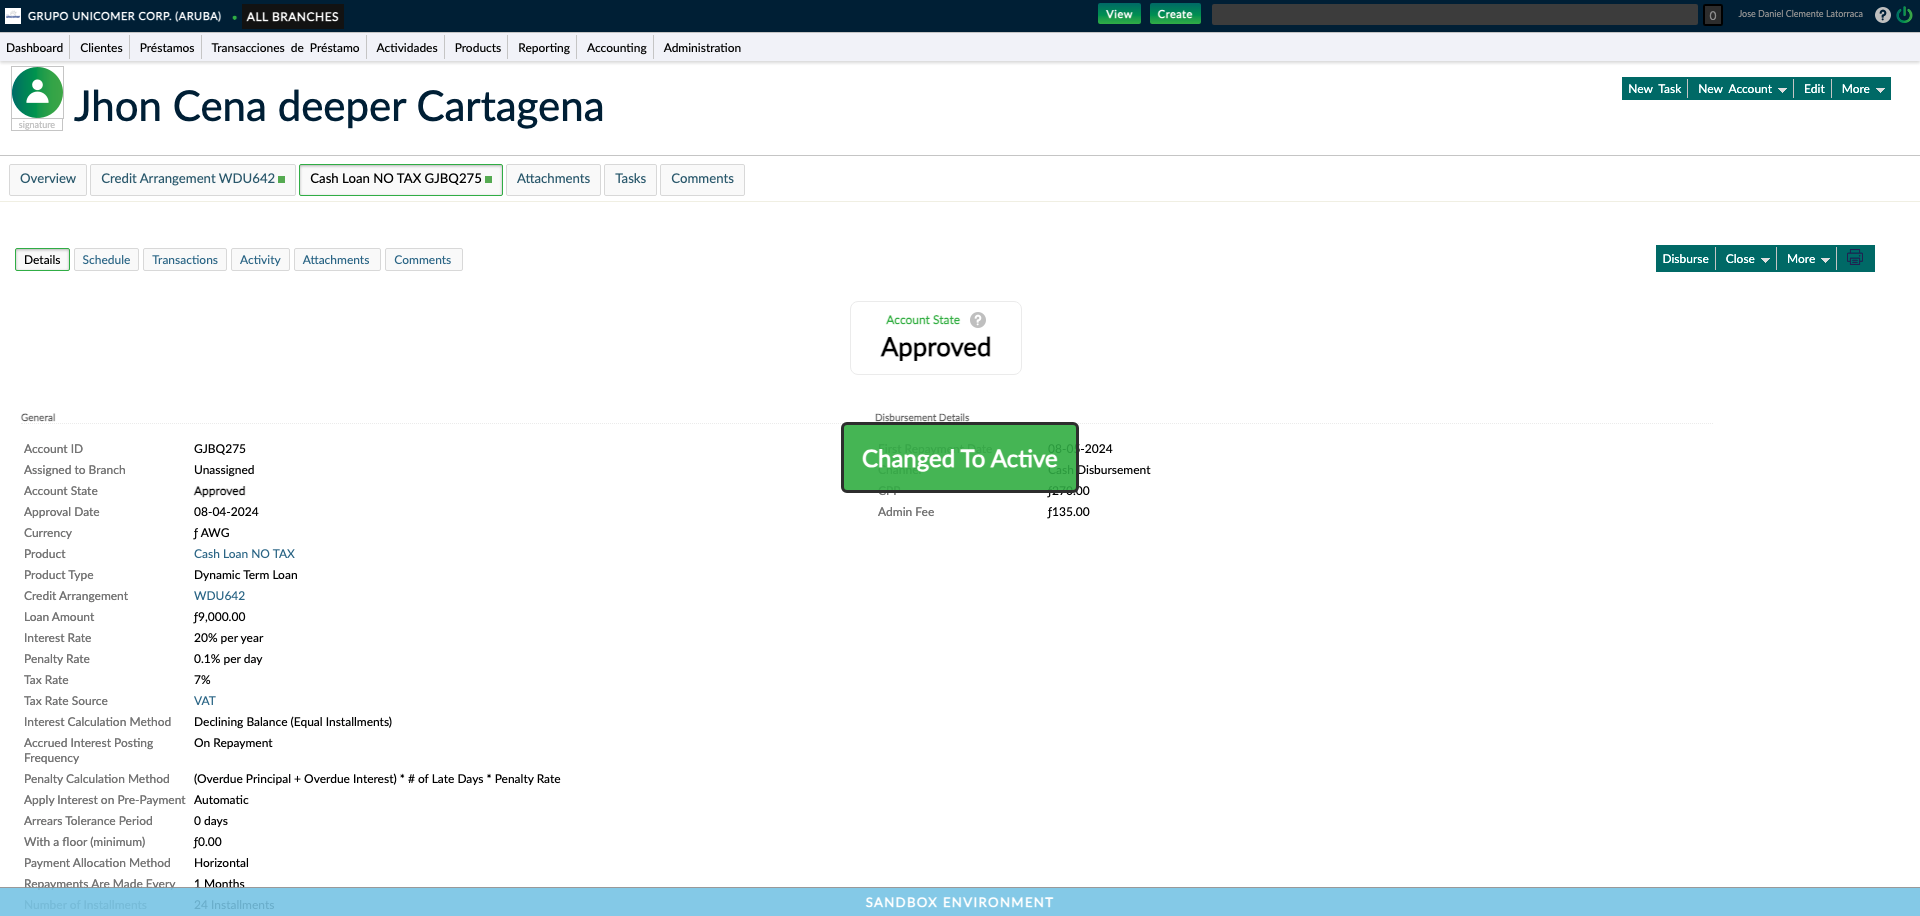 GRUPO UNICOMER CORP. (ARUBA) • ALL BRANCHES View Create 0 Jose Daniel Clemente Latorraca ?
Dashboard Clientes Préstamos Transacciones de Préstamo Actividades Products Reporting Accounting Administration
signature
Jhon Cena deeper Cartagena
New Task New Account Edit More
Overview Credit Arrangement WDU642 Cash Loan NO TAX GJBQ275 Attachments Tasks Comments
Details Schedule Transactions Activity Attachments Comments
Disburse Close More
Account State ?
Approved
General
Account ID GJBQ275
Assigned to Branch Unassigned
Account State Approved
Approval Date 08-04-2024
Currency ƒ AWG
Product Cash Loan NO TAX
Product Type Dynamic Term Loan
Credit Arrangement WDU642
Loan Amount ƒ9,000.00
Interest Rate 20% per year
Penalty Rate 0.1% per day
Tax Rate 7%
Tax Rate Source VAT
Interest Calculation Method Declining Balance (Equal Installments)
Accrued Interest Posting Frequency On Repayment
Penalty Calculation Method (Overdue Principal + Overdue Interest) * # of Late Days * Penalty Rate
Apply Interest on Pre-Payment Automatic
Arrears Tolerance Period 0 days
With a floor (minimum) ƒ0.00
Payment Allocation Method Horizontal
Repayments Are Made Every 1 Months
Number of Installments 24 Installments
Disbursement Details
First Repayment Date 08-05-2024
Changed To Active
Cash Disbursement
ƒ270.00
Admin Fee ƒ135.00
SANDBOX ENVIRONMENT